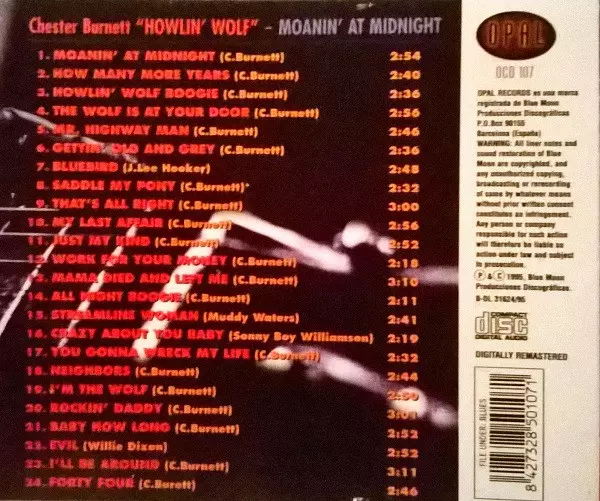 Chester Burnett "HOWLIN' WOLF" - MOANIN' AT MIDNIGHT
1. MOANIN' AT MIDNIGHT (C.Burnett) 2:54
2. HOW MANY MORE YEARS (C.Burnett) 2:40
3. HOWLIN' WOLF BOOGIE (C.Burnett) 2:36
4. THE WOLF IS AT YOUR DOOR (C.Burnett) 2:56
5. MR. HIGHWAY MAN (C.Burnett) 2:46
6. GETTIN' OLD AND GREY (C.Burnett) 2:36
7. BLUEBIRD (J.Lee Hooker) 2:48
8. SADDLE MY PONY (C.Burnett)* 2:32
9. THAT'S ALL RIGHT (C.Burnett) 3:00
10. MY LAST AFFAIR (C.Burnett) 2:56
11. JUST MY KIND (C.Burnett) 2:52
12. WORK FOR YOUR MONEY (C.Burnett) 2:18
13. MAMA DIED AND LEFT ME (C.Burnett) 3:10
14. ALL NIGHT BOOGIE (C.Burnett) 2:11
15. STREAMLINE WOMAN (Muddy Waters) 2:41
16. CRAZY ABOUT YOU BABY (Sonny Boy Williamson) 2:19
17. YOU GONNA WRECK MY LIFE (C.Burnett) 2:32
18. NEIGHBORS (C.Burnett) 2:44
19. I'M THE WOLF (C.Burnett) 2:50
20. ROCKIN' DADDY (C.Burnett) 3:01
21. BABY HOW LONG (C.Burnett) 2:52
22. EVIL (Willie Dixon) 2:52
23. I'LL BE AROUND (C.Burnett) 3:11
24. FORTY FOUR (C.Burett) 2:46
OPAL
OCD 107
OPAL RECORDS es una marca
registrada de Blue Moon
Producciones Discográficas
P.O.Box 90155
Barcelona (España)
WARNING: All liner notes and
sound restoration of Blue
Moon are copyrighted, and
any unauthorized copying,
broadcasting or rerecording
of same by whatever means
without prior written consent
constitutes an infringement.
Any person or company
responsible for such action
will therefore be liable so
action under law and subject
in prosecution.
℗ & © 1995, Blue Moon
Producciones Discográficas.
B-DL 31624/95
COMPACT
disc
DIGITAL AUDIO
DIGITALLY REMASTERED
FILE UNDER: BLUES
8 427328 501071